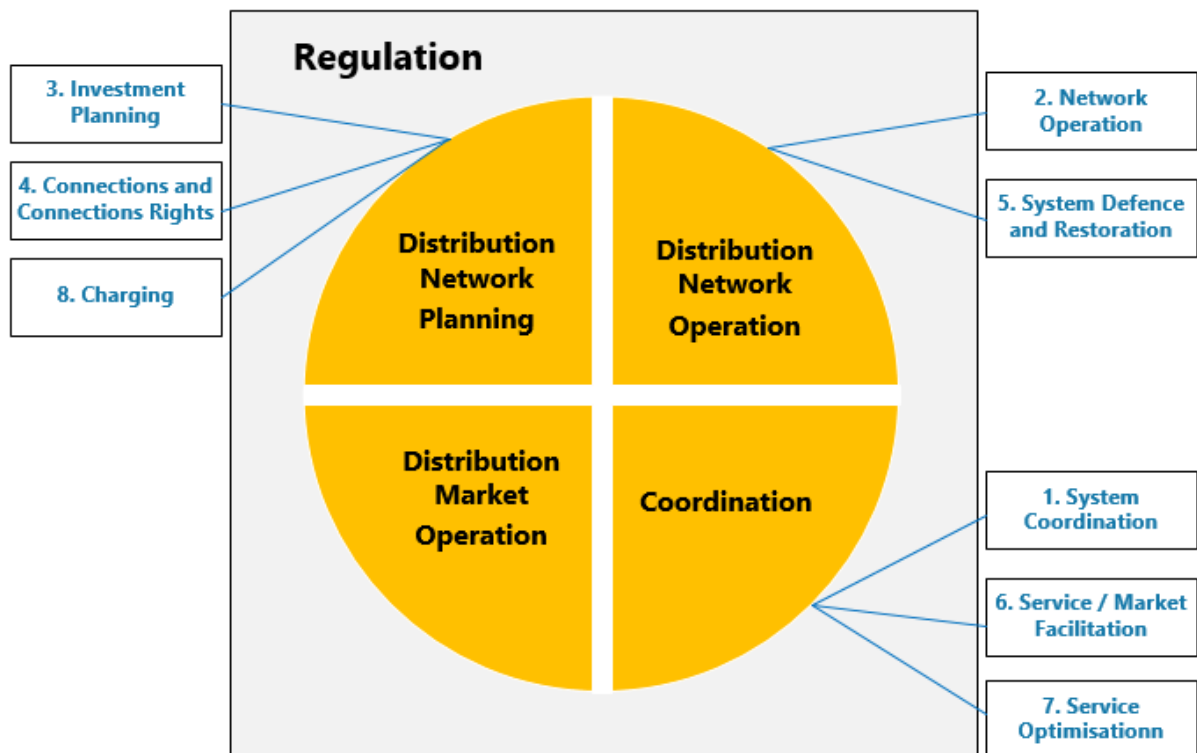 Regulation
3. Investment
Planning
4. Connections and
Connections Rights
8. Charging
Distribution
Network
Planning
Distribution
Network
Operation
2. Network
Operation
5. System Defence
and Restoration
Distribution
Market
Operation
Coordination
1. System
Coordination
6. Service / Market
Facilitation
7. Service
Optimisationn